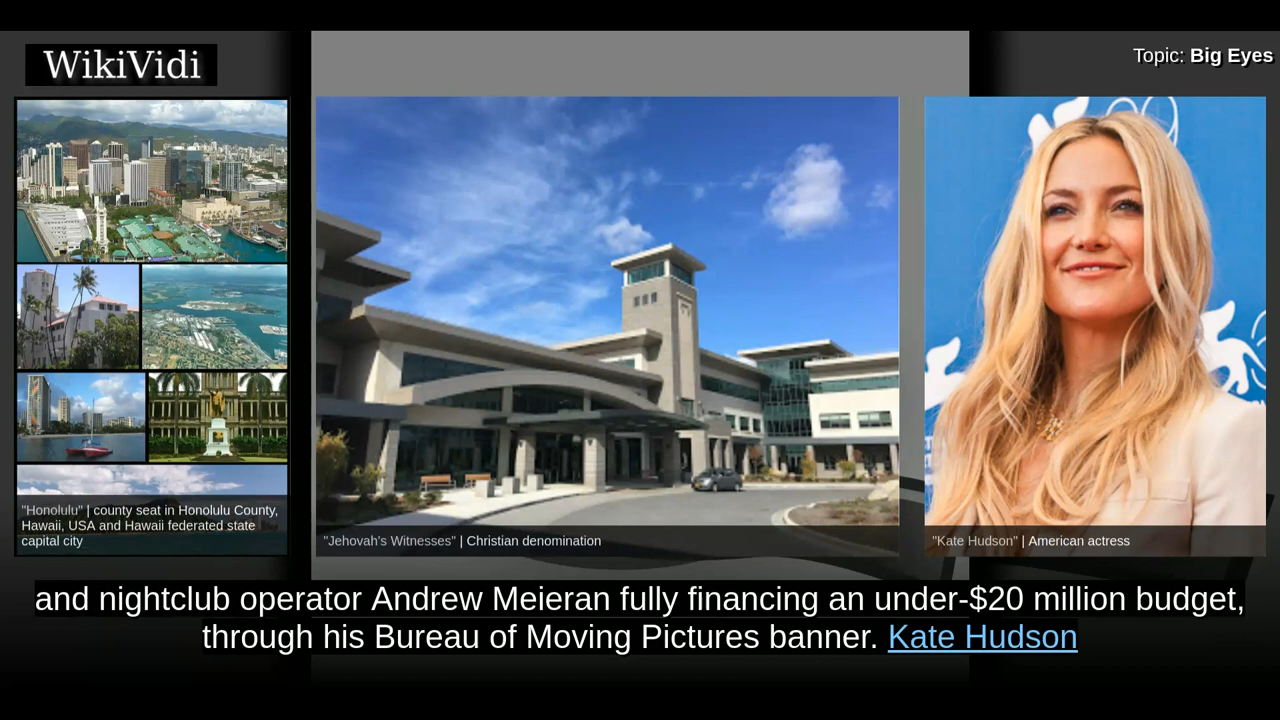 WikiVidi
Topic: Big Eyes
"Honolulu" | county seat in Honolulu County,
Hawaii, USA and Hawaii federated state
capital city
"Jehovah's Witnesses" | Christian denomination
"Kate Hudson" | American actress
and nightclub operator Andrew Meieran fully financing an under-$20 million budget,
through his Bureau of Moving Pictures banner. Kate Hudson